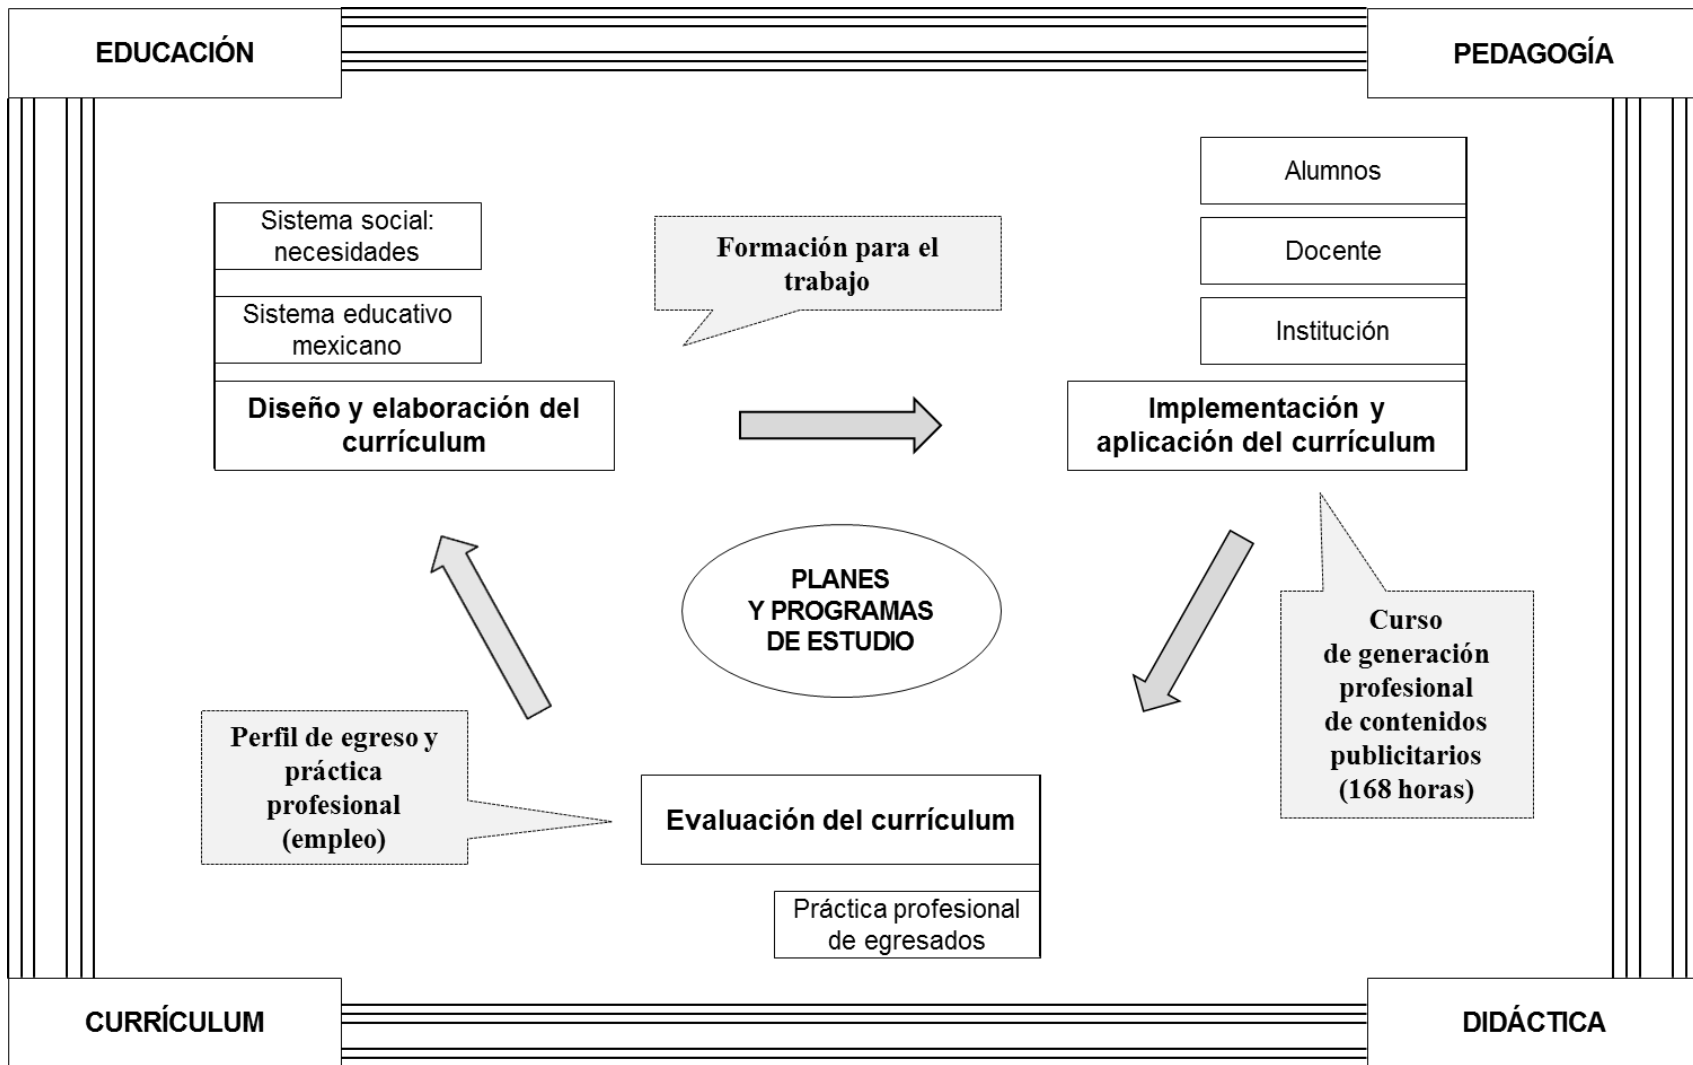 EDUCACIÓN
PEDAGOGÍA
Alumnos
Sistema social:
necesidades
Formación para el
trabajo
Docente
Sistema educativo
mexicano
Institución
Diseño y elaboración del
currículum
Implementación y
aplicación del currículum
PLANES
Y PROGRAMAS
DE ESTUDIO
Curso
de generación
profesional
de contenidos
publicitarios
(168 horas)
Perfil de egreso y
práctica
profesional
(empleo)
Evaluación del currículum
Práctica profesional
de egresados
CURRÍCULUM
DIDÁCTICA